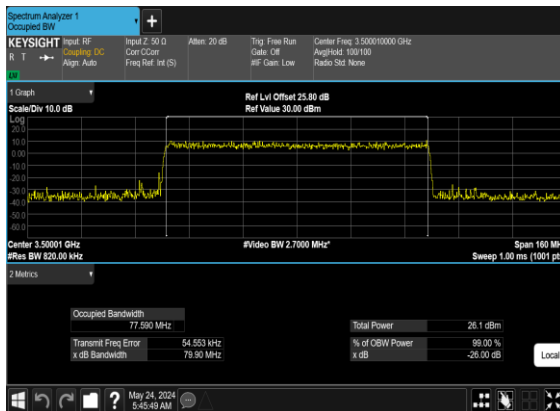 Spectrum Analyzer 1
Occupied BW
KEYSIGHT
R T
Input: RF
Coupling: DC
Align: Auto
Input Z: 50 Ω
Corr CCorr
Freq Ref: Int (S)
Atten: 20 dB
Trig: Free Run
Gate: Off
#IF Gain: Low
Center Freq: 3.500010000 GHz
Avg|Hold: 100/100
Radio Std: None
1 Graph
Scale/Div 10.0 dB
Ref Lvl Offset 25.80 dB
Ref Value 30.00 dBm
Log
20.0
10.0
0.00
-10.0
-20.0
-30.0
-40.0
-50.0
-60.0
Center 3.50001 GHz
#Res BW 820.00 kHz
#Video BW 2.7000 MHz*
Span 160 MH
Sweep 1.00 ms (1001 pts
2 Metrics
Occupied Bandwidth
77.590 MHz
Transmit Freq Error 54.553 kHz
x dB Bandwidth 79.90 MHz
Total Power 26.1 dBm
% of OBW Power 99.00 %
x dB -26.00 dB
Local
May 24, 2024
5:45:49 AM